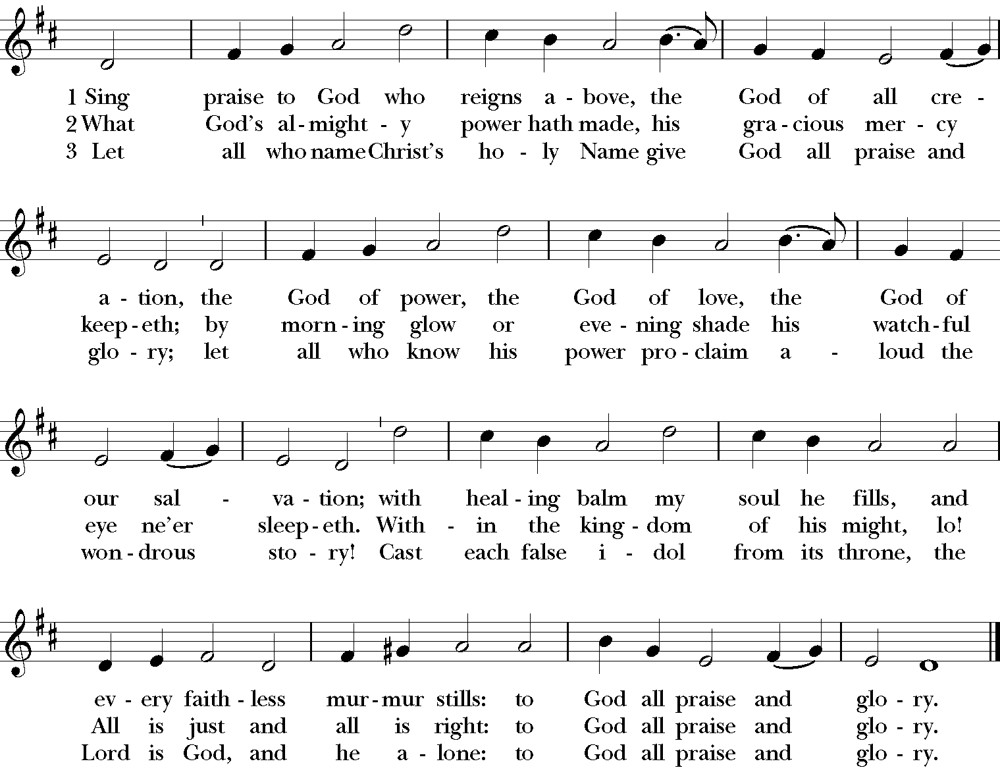 1 Sing praise to God who reigns a - bove, the God of all cre -
2 What God's al - might - y power hath made, his gra - cious mer - cy
3 Let all who name Christ's ho - ly Name give God all praise and
a - tion, the God of power, the God of love, the God of
keep - eth; by morn - ing glow or eve - ning shade his watch - ful
glo - ry; let all who know his power pro - claim a - loud the
our sal - va - tion; with heal - ing balm my soul he fills, and
eye ne'er sleep - eth. With - in the king - dom of his might, lo!
won - drous sto - ry! Cast each false i - dol from its throne, the
ev - ery faith - less mur - mur stills: to God all praise and glo - ry.
All is just and all is right: to God all praise and glo - ry.
Lord is God, and he a - lone: to God all praise and glo - ry.